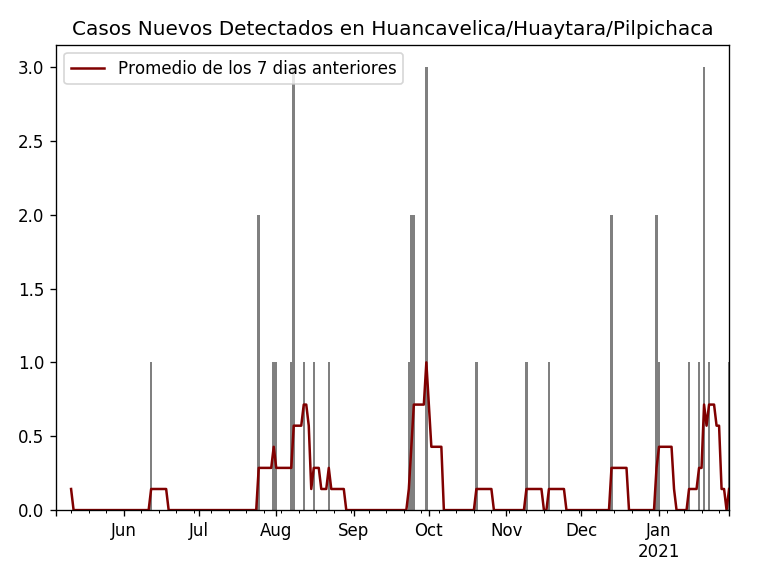 Casos Nuevos Detectados en Huancavelica/Huaytara/Pilpichaca
Promedio de los 7 dias anteriores
3.0
2.5
2.0
1.5
1.0
0.5
0.0
Jun Jul Aug Sep Oct Nov Dec Jan
2021